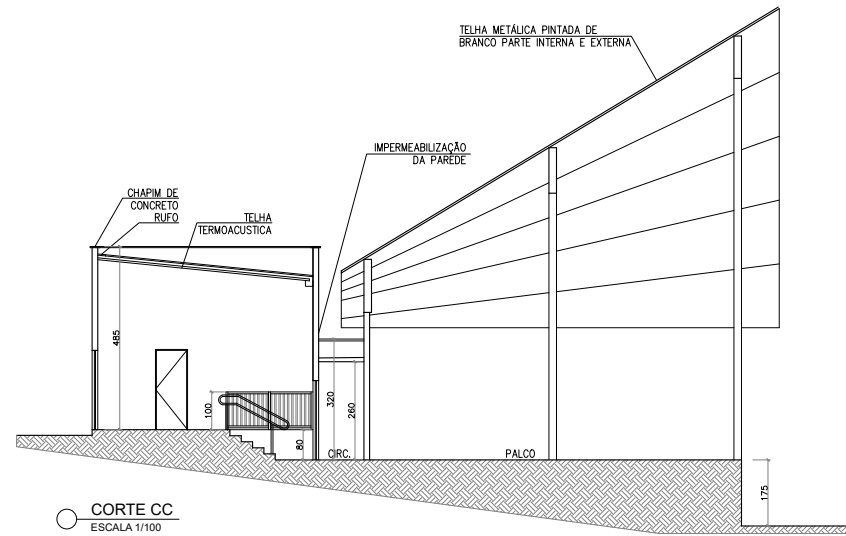 TELHA METÁLICA PINTADA DE
BRANCO PARTE INTERNA E EXTERNA
IMPERMEABILIZAÇÃO
DA PAREDE
CHAPIM DE
CONCRETO
RUFO
TELHA
TERMOACUSTICA
485
100
80
320
260
CIRC.
PALCO
175
CORTE CC
ESCALA 1/100